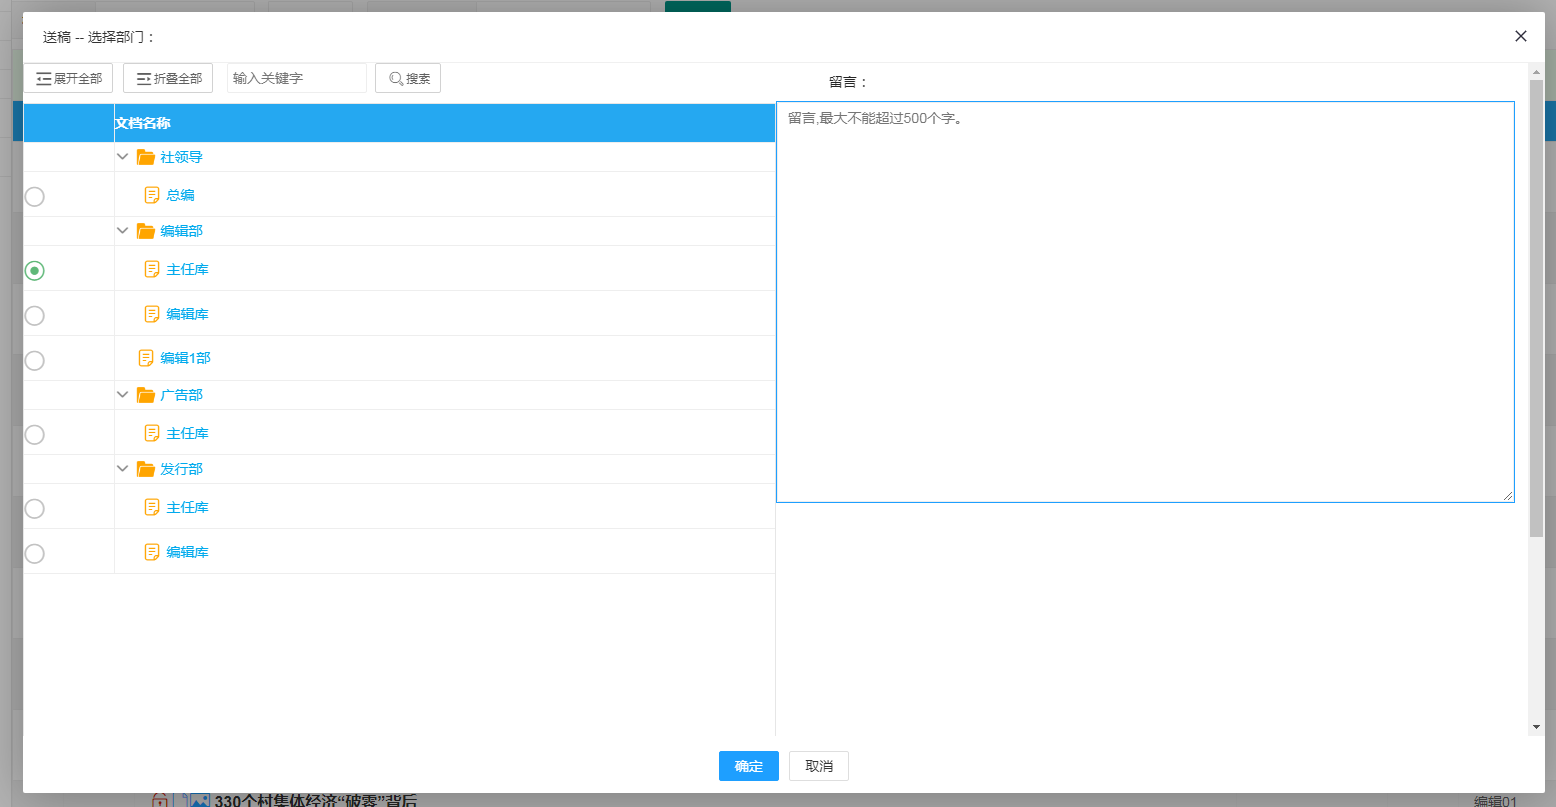 送稿 -- 选择部门：
展开全部 折叠全部 输入关键字 搜索
留言：
文档名称
留言,最大不能超过500个字。
社领导
总编
编辑部
主任库
编辑库
编辑1部
广告部
主任库
发行部
主任库
编辑库
确定 取消
330个村集体经济“破零”背后
编辑01